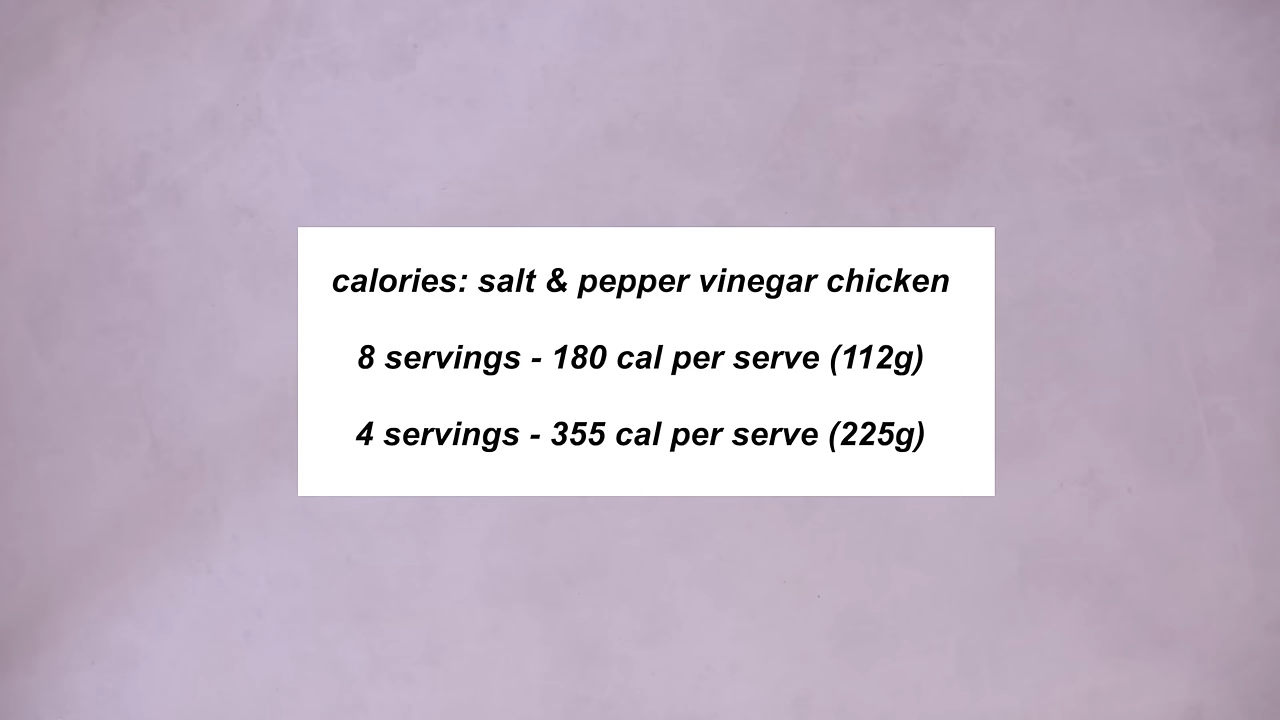 calories: salt & pepper vinegar chicken
8 servings - 180 cal per serve (112g)
4 servings - 355 cal per serve (225g)